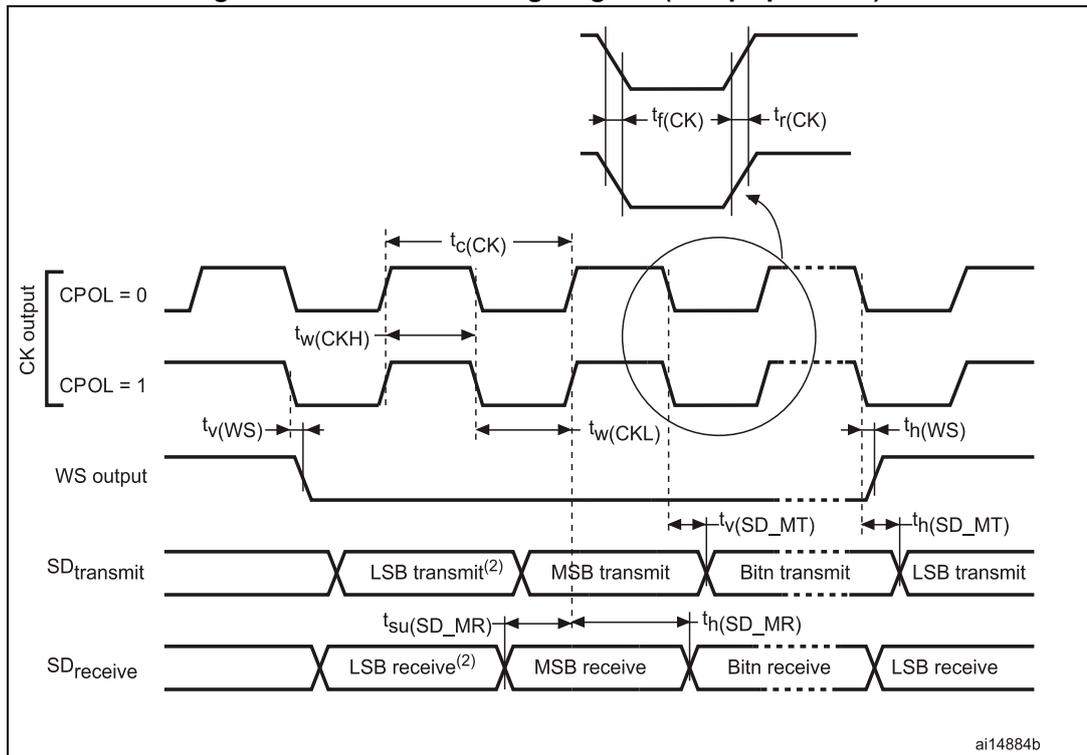 tf(CK)
tr(CK)
tc(CK)
CK output
CPOL = 0
tw(CKH)
CPOL = 1
tv(WS)
tw(CKL)
th(WS)
WS output
tv(SD_MT)
th(SD_MT)
SDtransmit
LSB transmit(2)
MSB transmit
Bitn transmit
LSB transmit
tsu(SD_MR)
th(SD_MR)
SDreceive
LSB receive(2)
MSB receive
Bitn receive
LSB receive
ai14884b